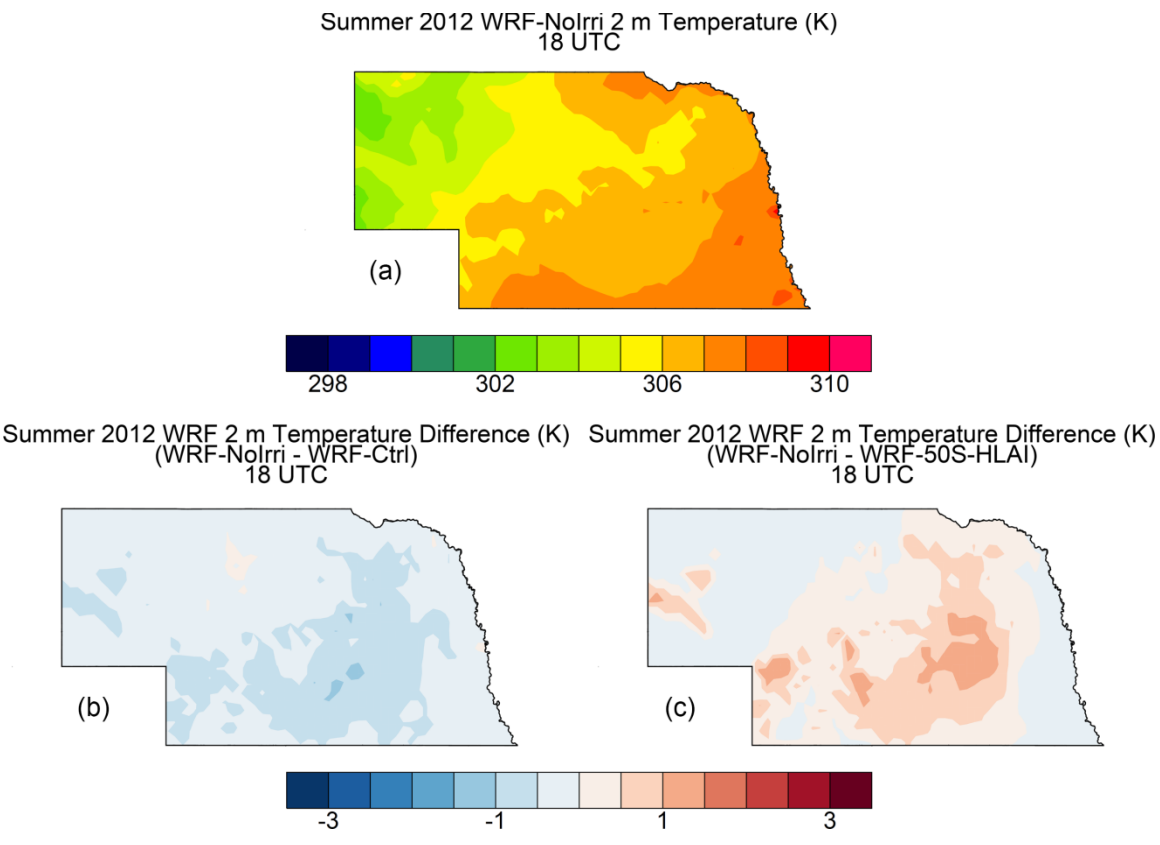 Summer 2012 WRF-NoIrri 2 m Temperature (K)
18 UTC
(a)
298 302 306 310
Summer 2012 WRF 2 m Temperature Difference (K)
(WRF-NoIrri - WRF-Ctrl)
18 UTC
(b)
Summer 2012 WRF 2 m Temperature Difference (K)
(WRF-NoIrri - WRF-50S-HLAI)
18 UTC
(c)
-3 -1 1 3